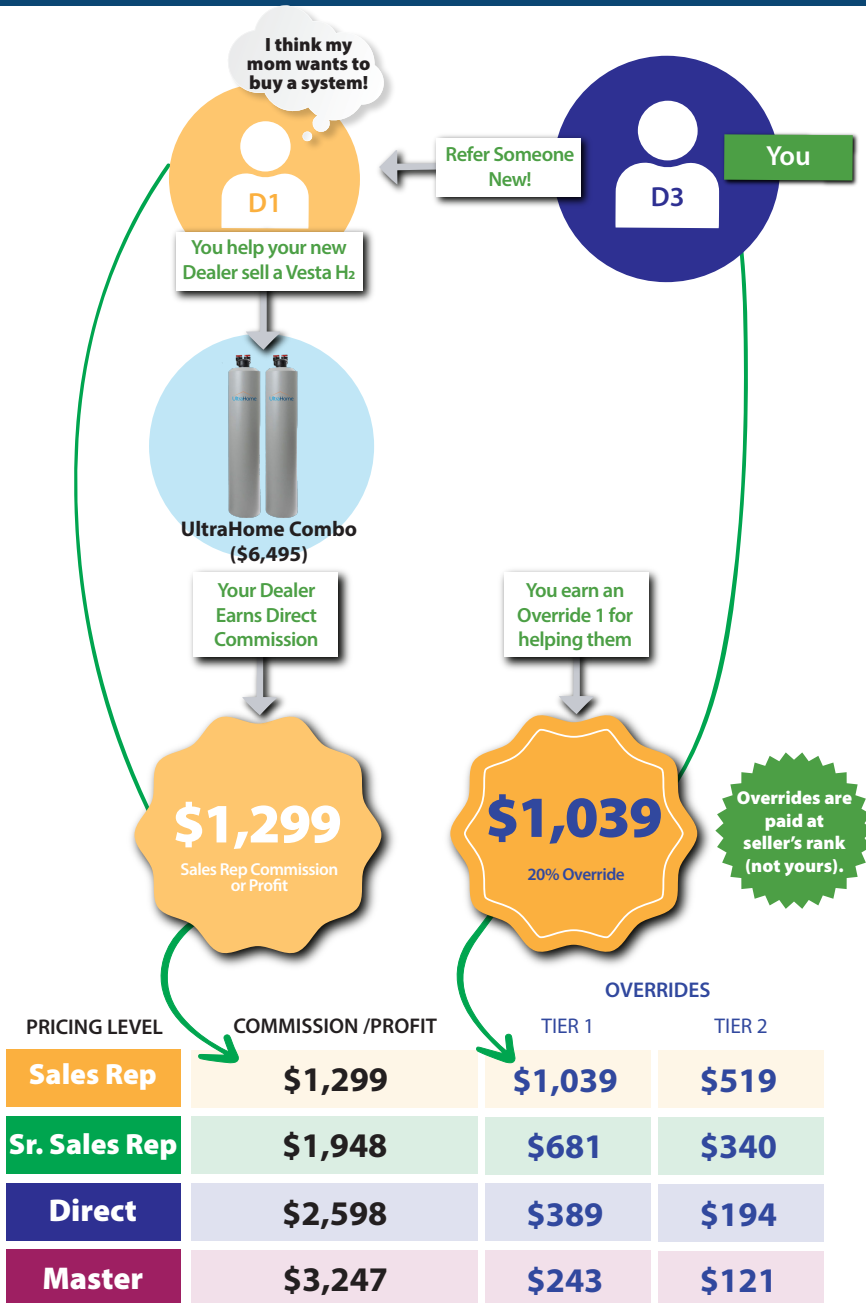 I think my
mom wants to
buy a system!
D1
Refer Someone
New!
D3
You
You help your new
Dealer sell a Vesta H₂
UltraHome
UltraHome
UltraHome Combo
($6,495)
Your Dealer
Earns Direct
Commission
You earn an
Override 1 for
helping them
$1,299
Sales Rep Commission
or Profit
$1,039
20% Override
Overrides are
paid at
seller's rank
(not yours).
OVERRIDES
PRICING LEVEL COMMISSION /PROFIT TIER 1 TIER 2
Sales Rep $1,299 $1,039 $519
Sr. Sales Rep $1,948 $681 $340
Direct $2,598 $389 $194
Master $3,247 $243 $121